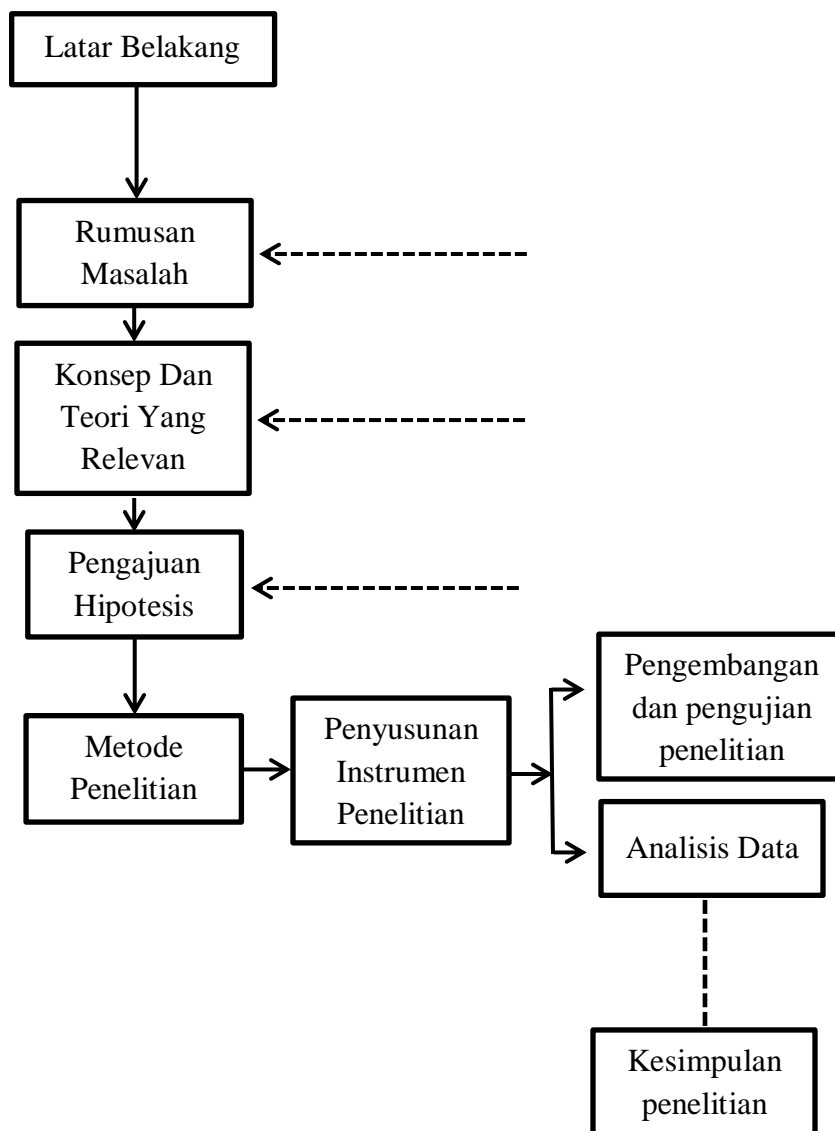 Latar Belakang
Rumusan
Masalah
Konsep Dan
Teori Yang
Relevan
Pengajuan
Hipotesis
Metode
Penelitian
Penyusunan
Instrumen
Penelitian
Pengembangan
dan pengujian
penelitian
Analisis Data
Kesimpulan
penelitian